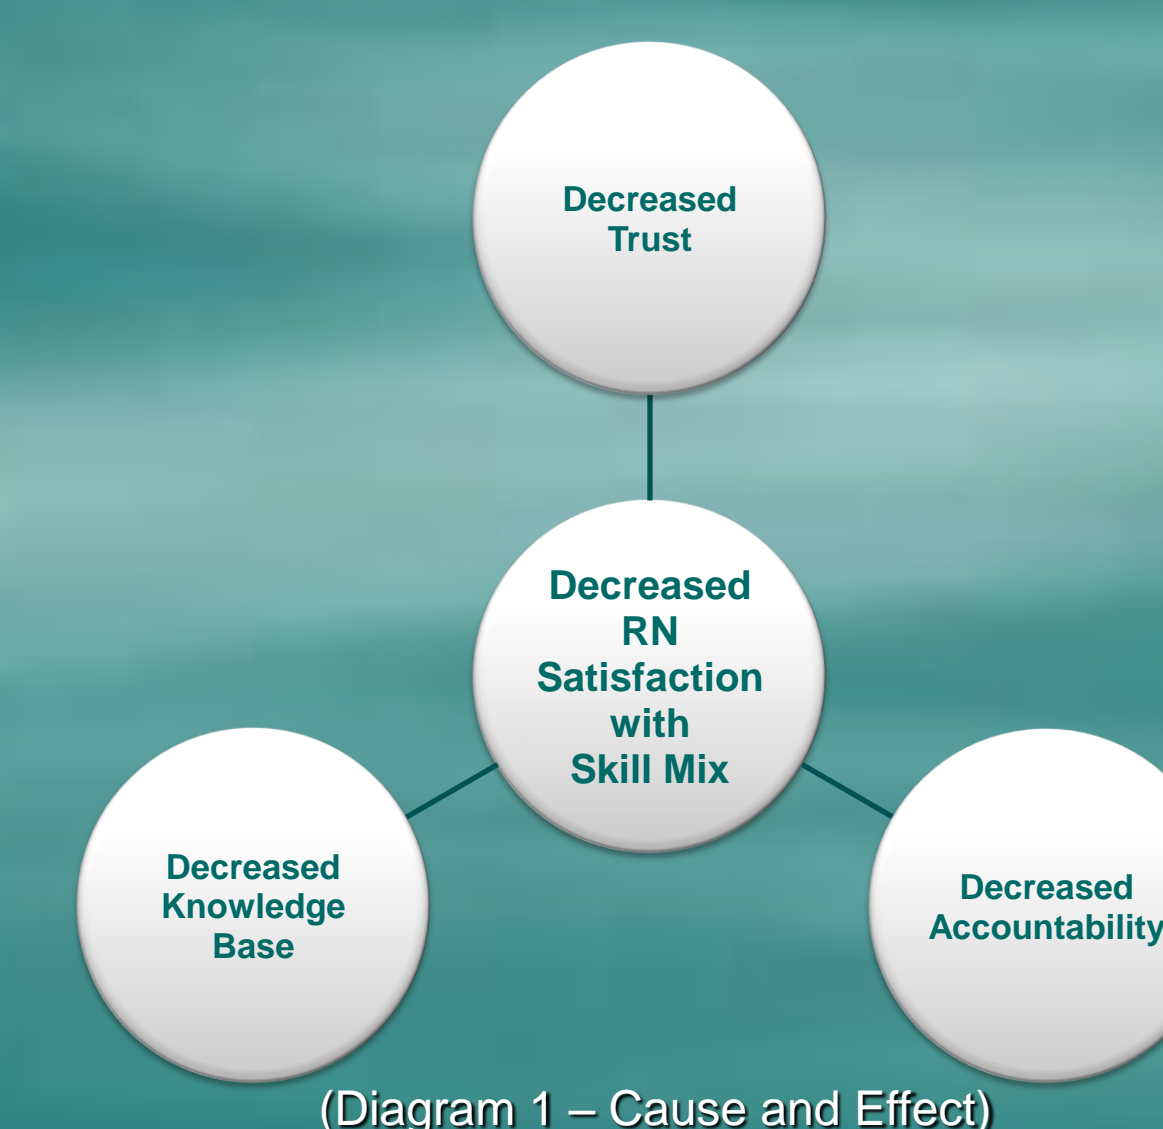 Decreased
Trust
Decreased
RN
Satisfaction
with
Skill Mix
Decreased
Knowledge
Base
Decreased
Accountability
(Diagram 1 – Cause and Effect)